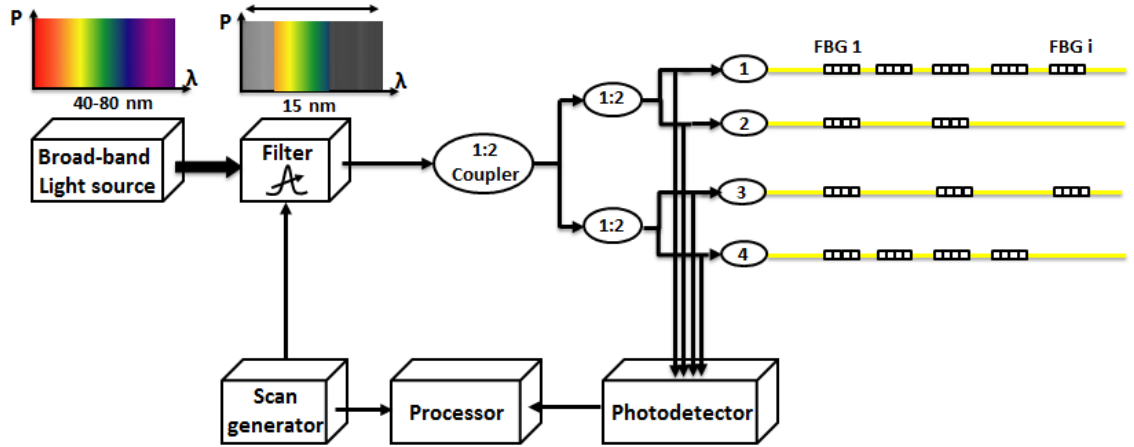 P
λ
40-80 nm
P
λ
15 nm
Broad-band
Light source
Filter
1:2
Coupler
1:2
1:2
1
2
3
4
FBG 1
FBG i
Scan
generator
Processor
Photodetector